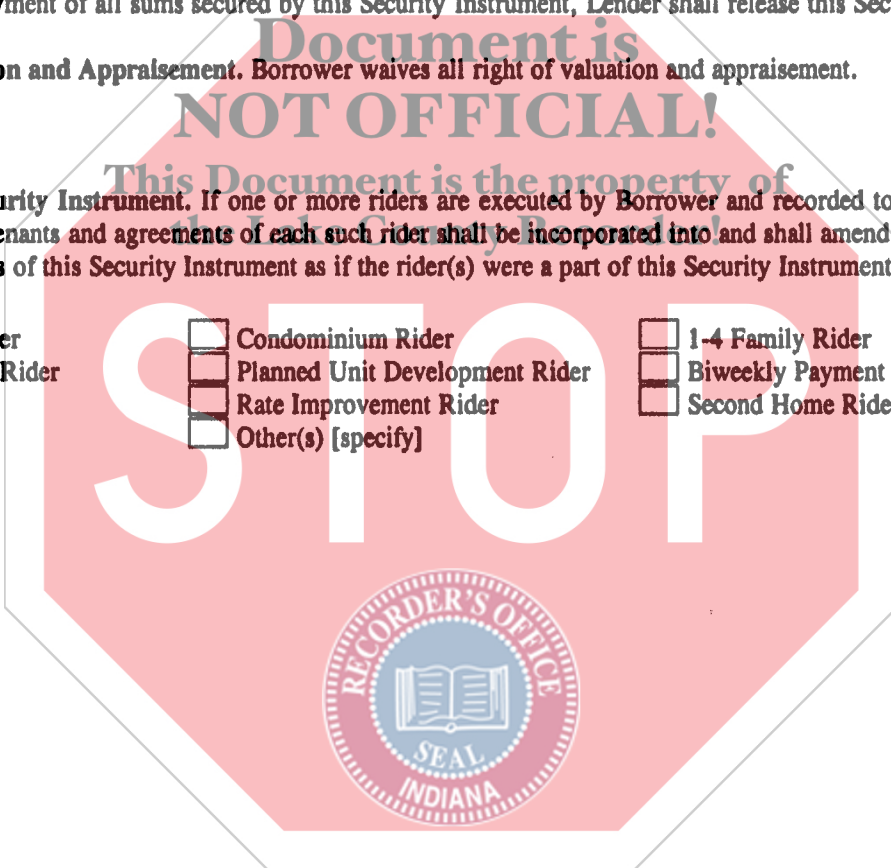 yment of all sums secured by this Security Instrument, Lender shall release this Sec
Document is
on and Appraisement. Borrower waives all right of valuation and appraisement.
NOT OFFICIAL!
This Document is the property of
urity Instrument. If one or more riders are executed by Borrower and recorded to
the Lake County Recorder!
enants and agreements of each such rider shall be incorporated into and shall amend
s of this Security Instrument as if the rider(s) were a part of this Security Instrument
er Condominium Rider 1-4 Family Rider
Rider Planned Unit Development Rider Biweekly Payment
Rate Improvement Rider Second Home Ride
Other(s) [specify]
STOP
RECORDER'S OFFICE
SEAL
INDIANA